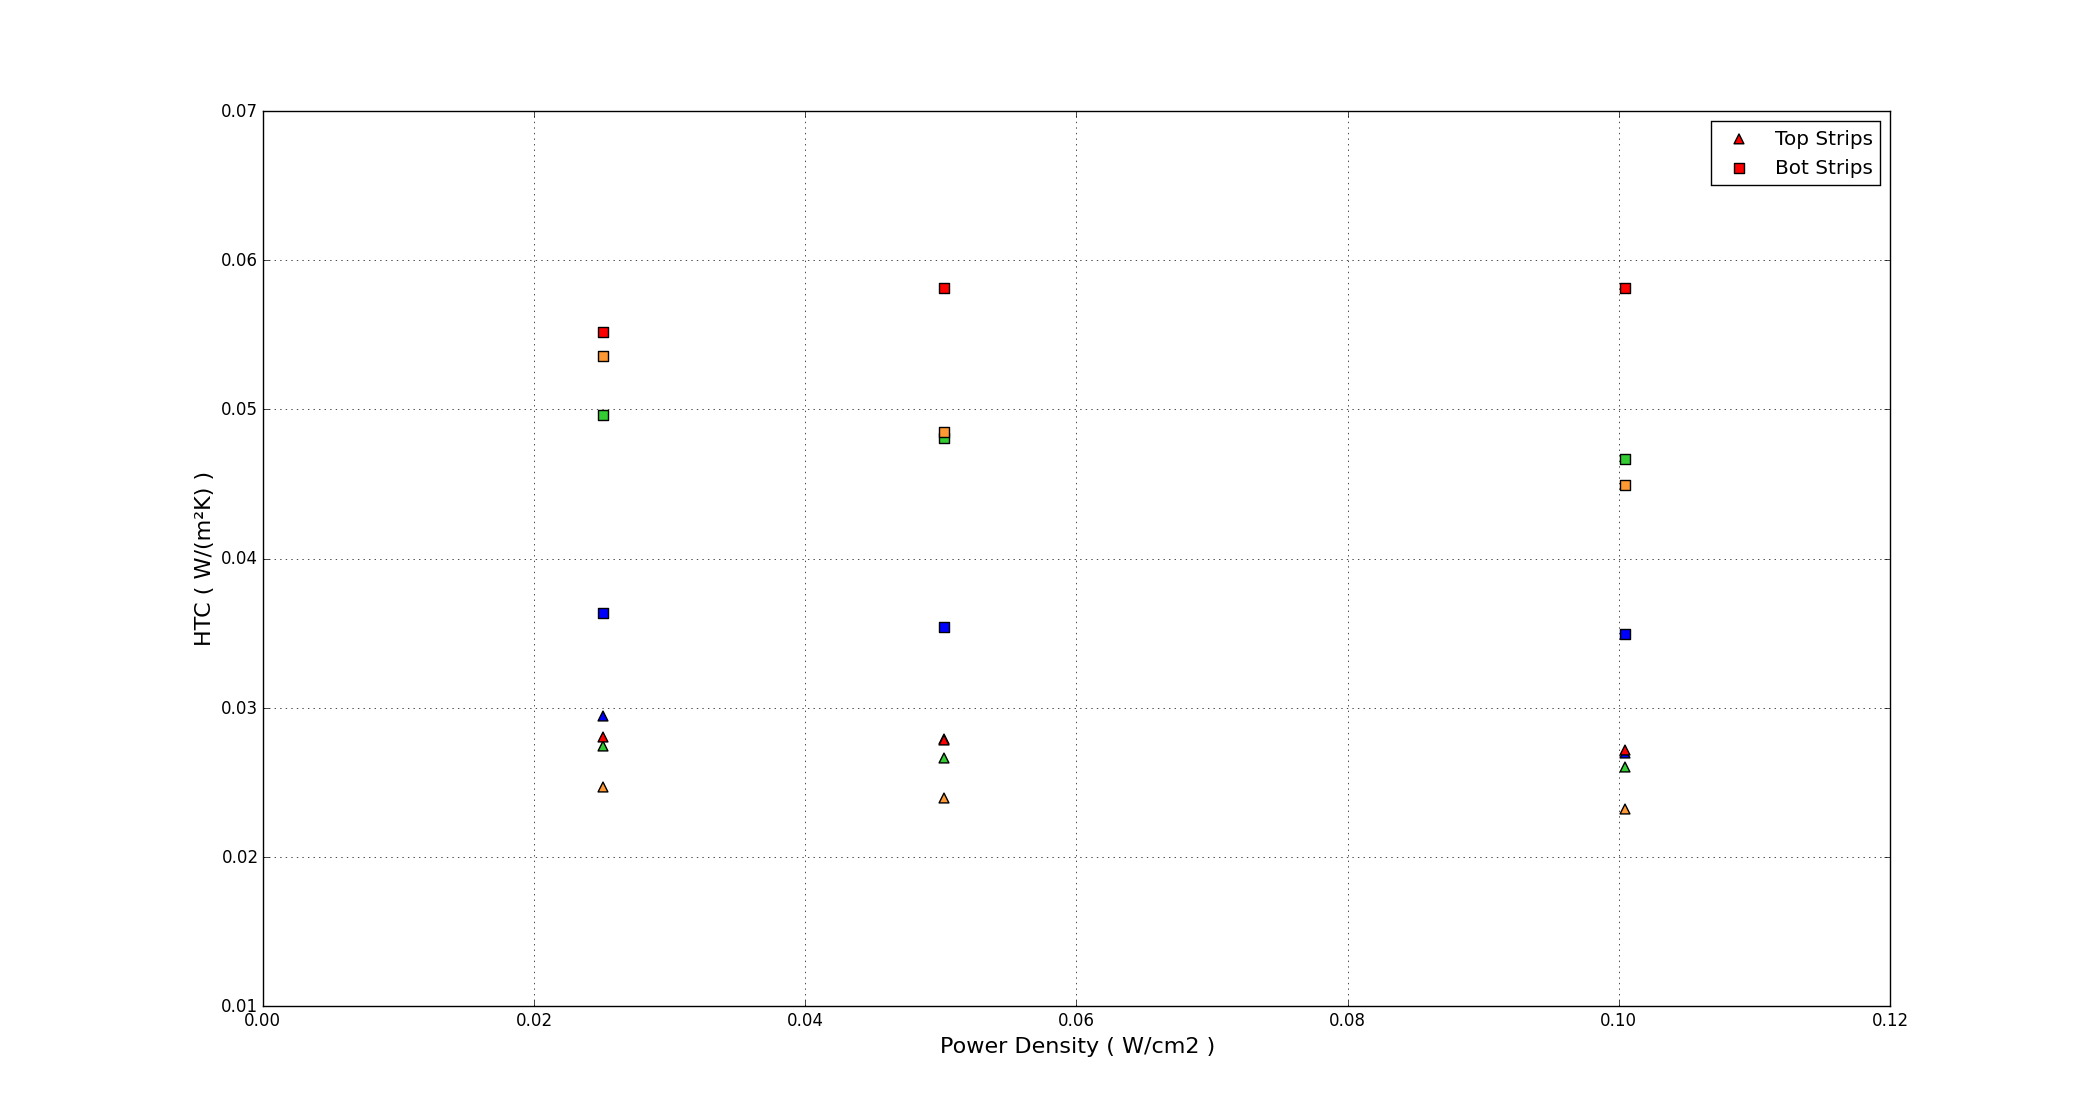 0.07
0.06
0.05
0.04
0.03
0.02
0.01
HTC ( W/(m²K) )
Top Strips
Bot Strips
0.00 0.02 0.04 0.06 0.08 0.10 0.12
Power Density ( W/cm2 )